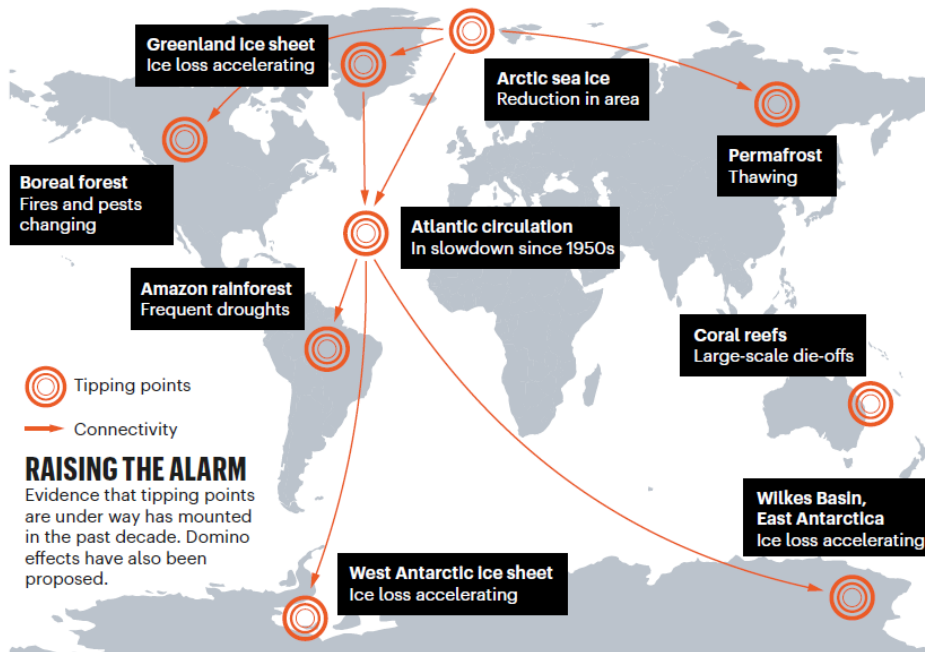 Greenland ice sheet
Ice loss accelerating
Arctic sea ice
Reduction in area
Permafrost
Thawing
Boreal forest
Fires and pests
changing
Atlantic circulation
In slowdown since 1950s
Amazon rainforest
Frequent droughts
Coral reefs
Large-scale die-offs
Tipping points
Connectivity
RAISING THE ALARM
Evidence that tipping points
are under way has mounted
in the past decade. Domino
effects have also been
proposed.
Wilkes Basin,
East Antarctica
Ice loss accelerating
West Antarctic ice sheet
Ice loss accelerating